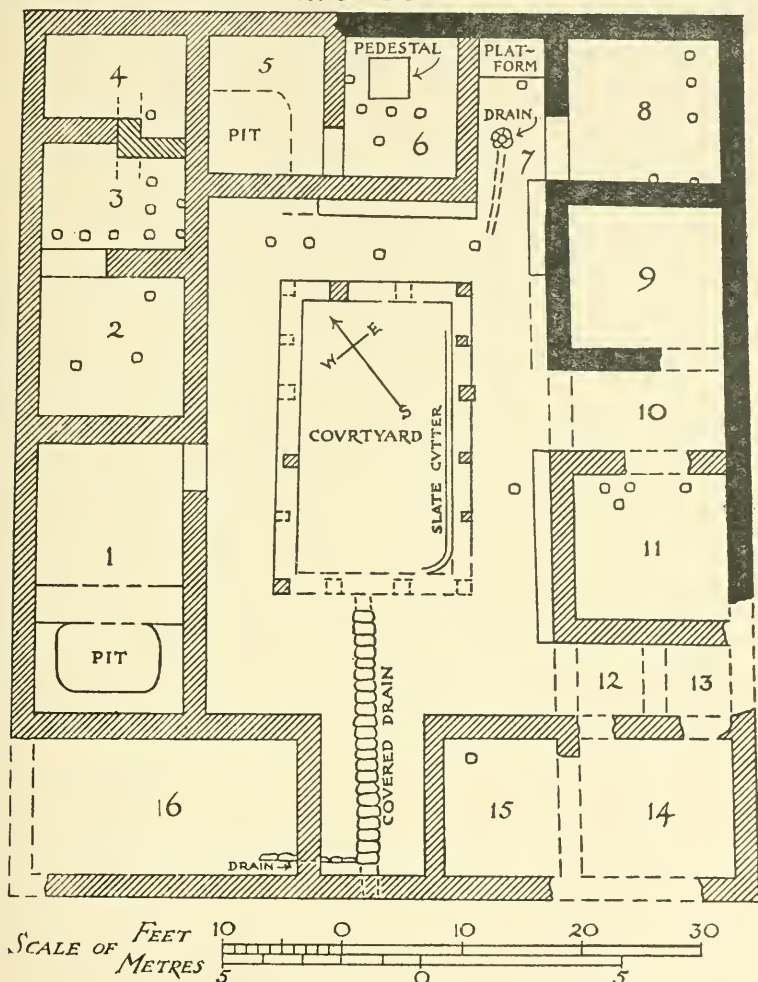 4
5
PEDESTAL
PLAT-
FORM
PIT
6
DRAIN
7
8
3
9
2
W E
S
COVRTYARD
SLATE GVTTER
10
1
11
PIT
12
13
COVERED DRAIN
16
15
14
DRAIN
SCALE OF FEET 10 0 10 20 30
METRES 5 0 5